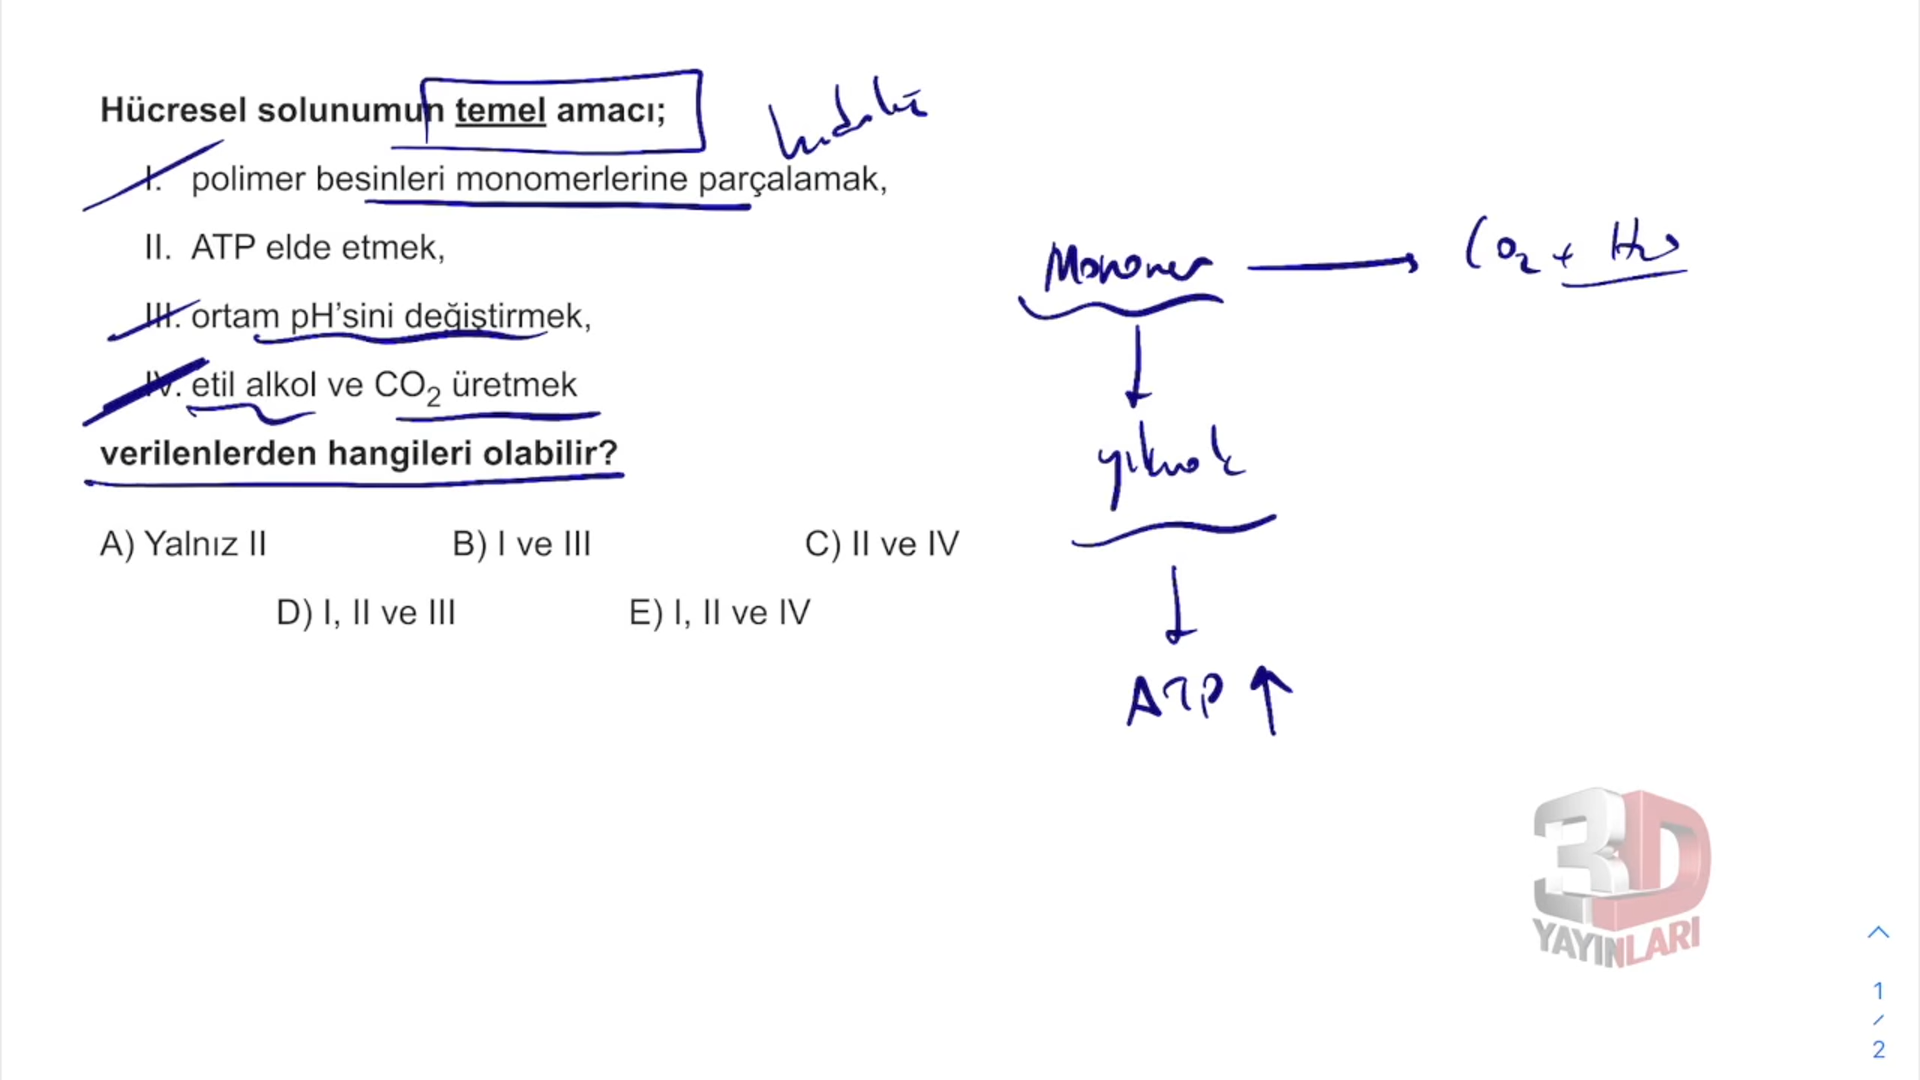 Hücresel solunumun temel amacı;
I. polimer besinleri monomerlerine parçalamak,
II. ATP elde etmek,
III. ortam pH'sini değiştirmek,
IV. etil alkol ve CO₂ üretmek
verilenlerden hangileri olabilir?
A) Yalnız II B) I ve III C) II ve IV
D) I, II ve III E) I, II ve IV
Monomer → CO₂ + H₂O
yıkmak
ATP ↑
3D
YAYINLARI
1
/
2